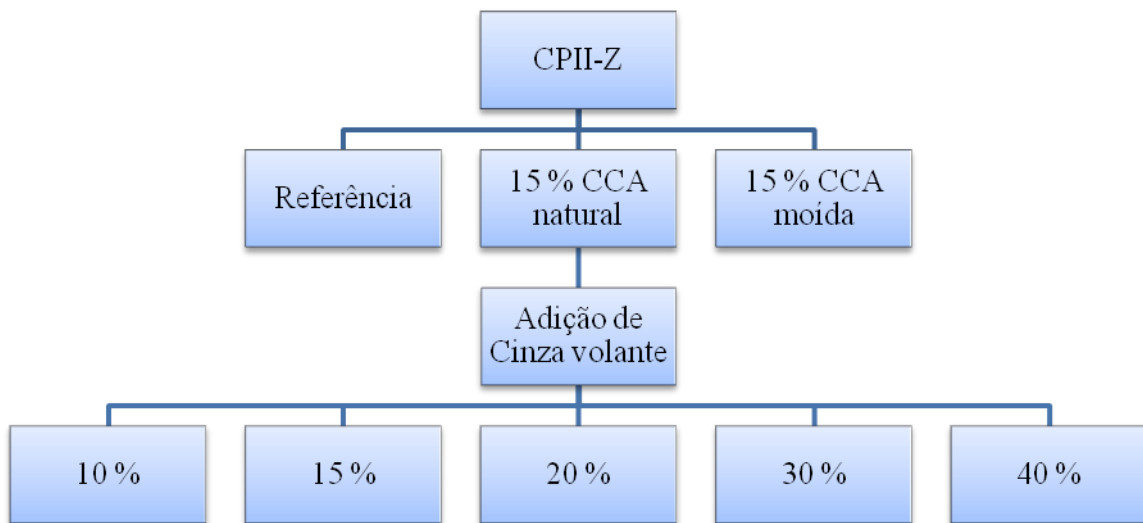 CPII-Z
Referência
15 % CCA
natural
15 % CCA
moída
Adição de
Cinza volante
10 %
15 %
20 %
30 %
40 %